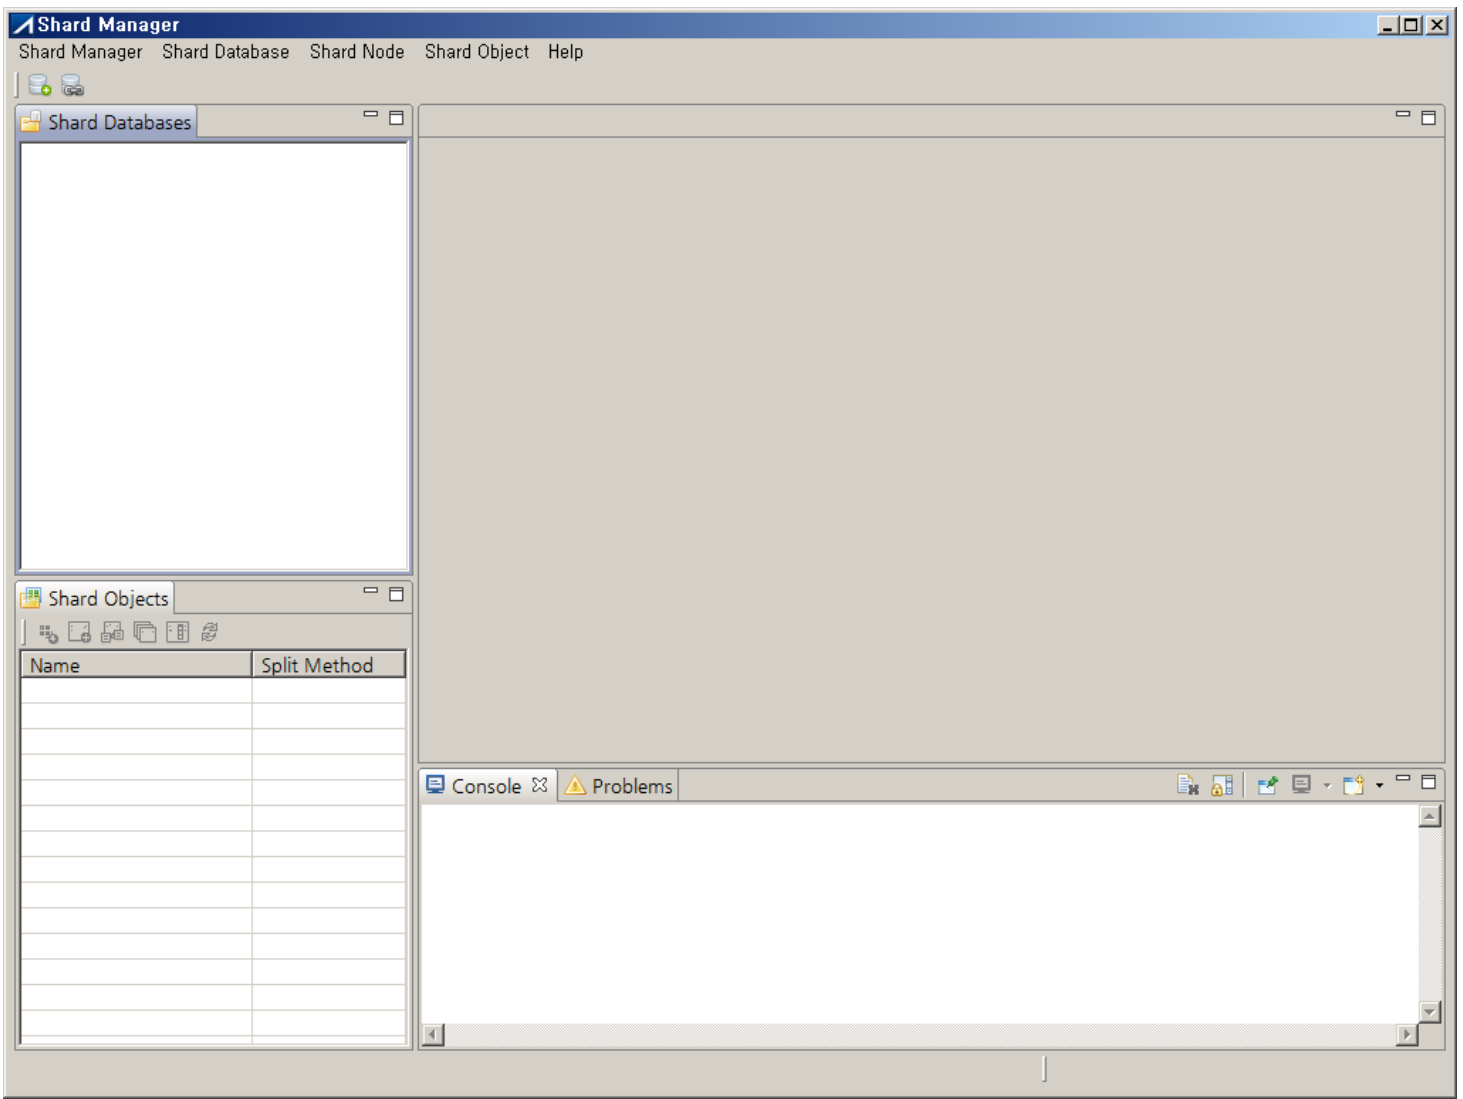 Shard Manager
Shard Manager Shard Database Shard Node Shard Object Help
Shard Databases
Shard Objects
Name Split Method
Console Problems